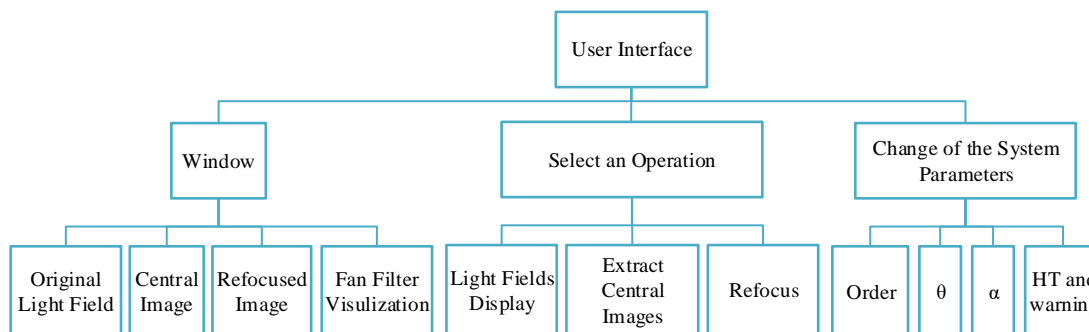 User Interface
Window
Select an Operation
Change of the System
Parameters
Original
Light Field
Central
Image
Refocused
Image
Fan Filter
Visulization
Light Fields
Display
Extract
Central
Images
Refocus
Order
θ
α
HT and
warnin